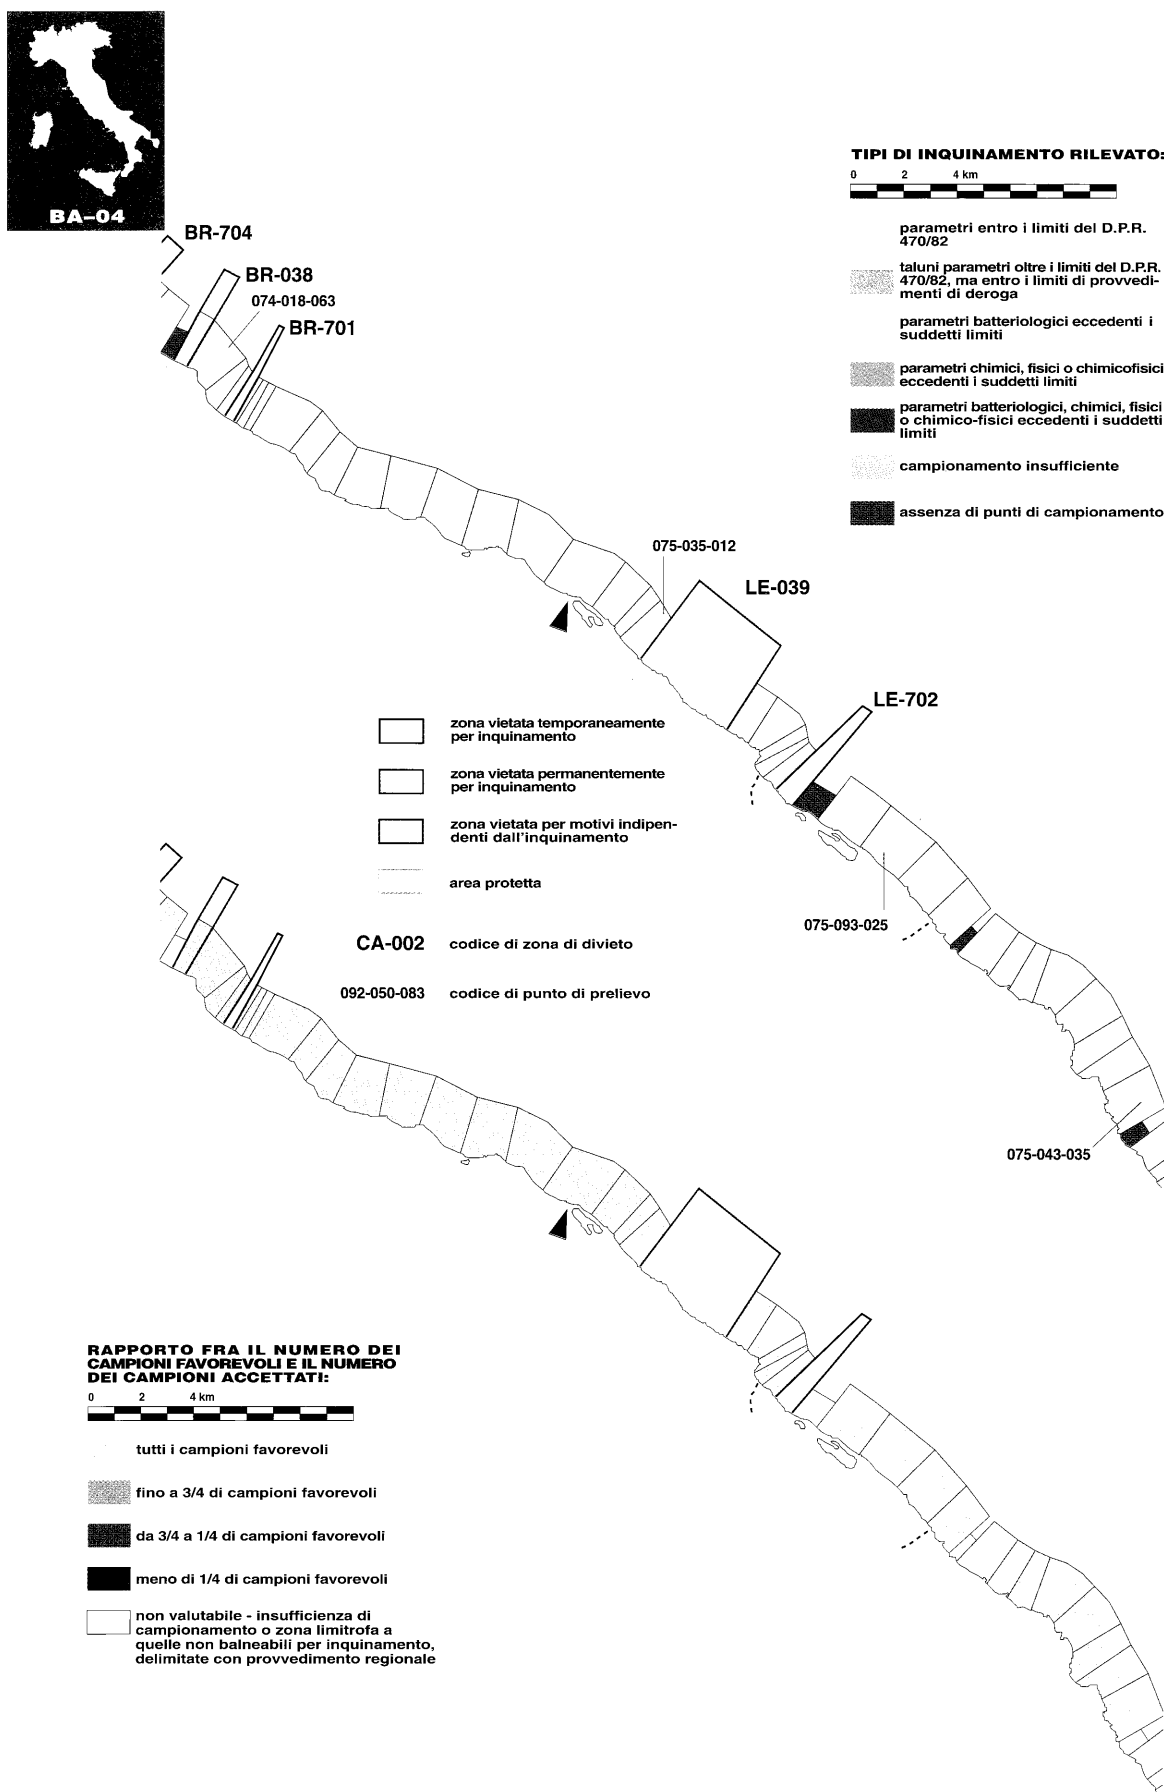 BA–04
TIPI DI INQUINAMENTO RILEVATO:
0 2 4 km
parametri entro i limiti del D.P.R.
470/82
taluni parametri oltre i limiti del D.P.R.
470/82, ma entro i limiti di provvedi-
menti di deroga
parametri batteriologici eccedenti i
suddetti limiti
parametri chimici, fisici o chimicofisici
eccedenti i suddetti limiti
parametri batteriologici, chimici, fisici
o chimico-fisici eccedenti i suddetti
limiti
campionamento insufficiente
assenza di punti di campionamento
BR-704
BR-038
074-018-063
BR-701
075-035-012
LE-039
LE-702
075-093-025
075-043-035
zona vietata temporaneamente
per inquinamento
zona vietata permanentemente
per inquinamento
zona vietata per motivi indipen-
denti dall'inquinamento
area protetta
CA-002 codice di zona di divieto
092-050-083 codice di punto di prelievo
RAPPORTO FRA IL NUMERO DEI
CAMPIONI FAVOREVOLI E IL NUMERO
DEI CAMPIONI ACCETTATI:
0 2 4 km
tutti i campioni favorevoli
fino a 3/4 di campioni favorevoli
da 3/4 a 1/4 di campioni favorevoli
meno di 1/4 di campioni favorevoli
non valutabile - insufficienza di
campionamento o zona limitrofa a
quelle non balneabili per inquinamento,
delimitate con provvedimento regionale